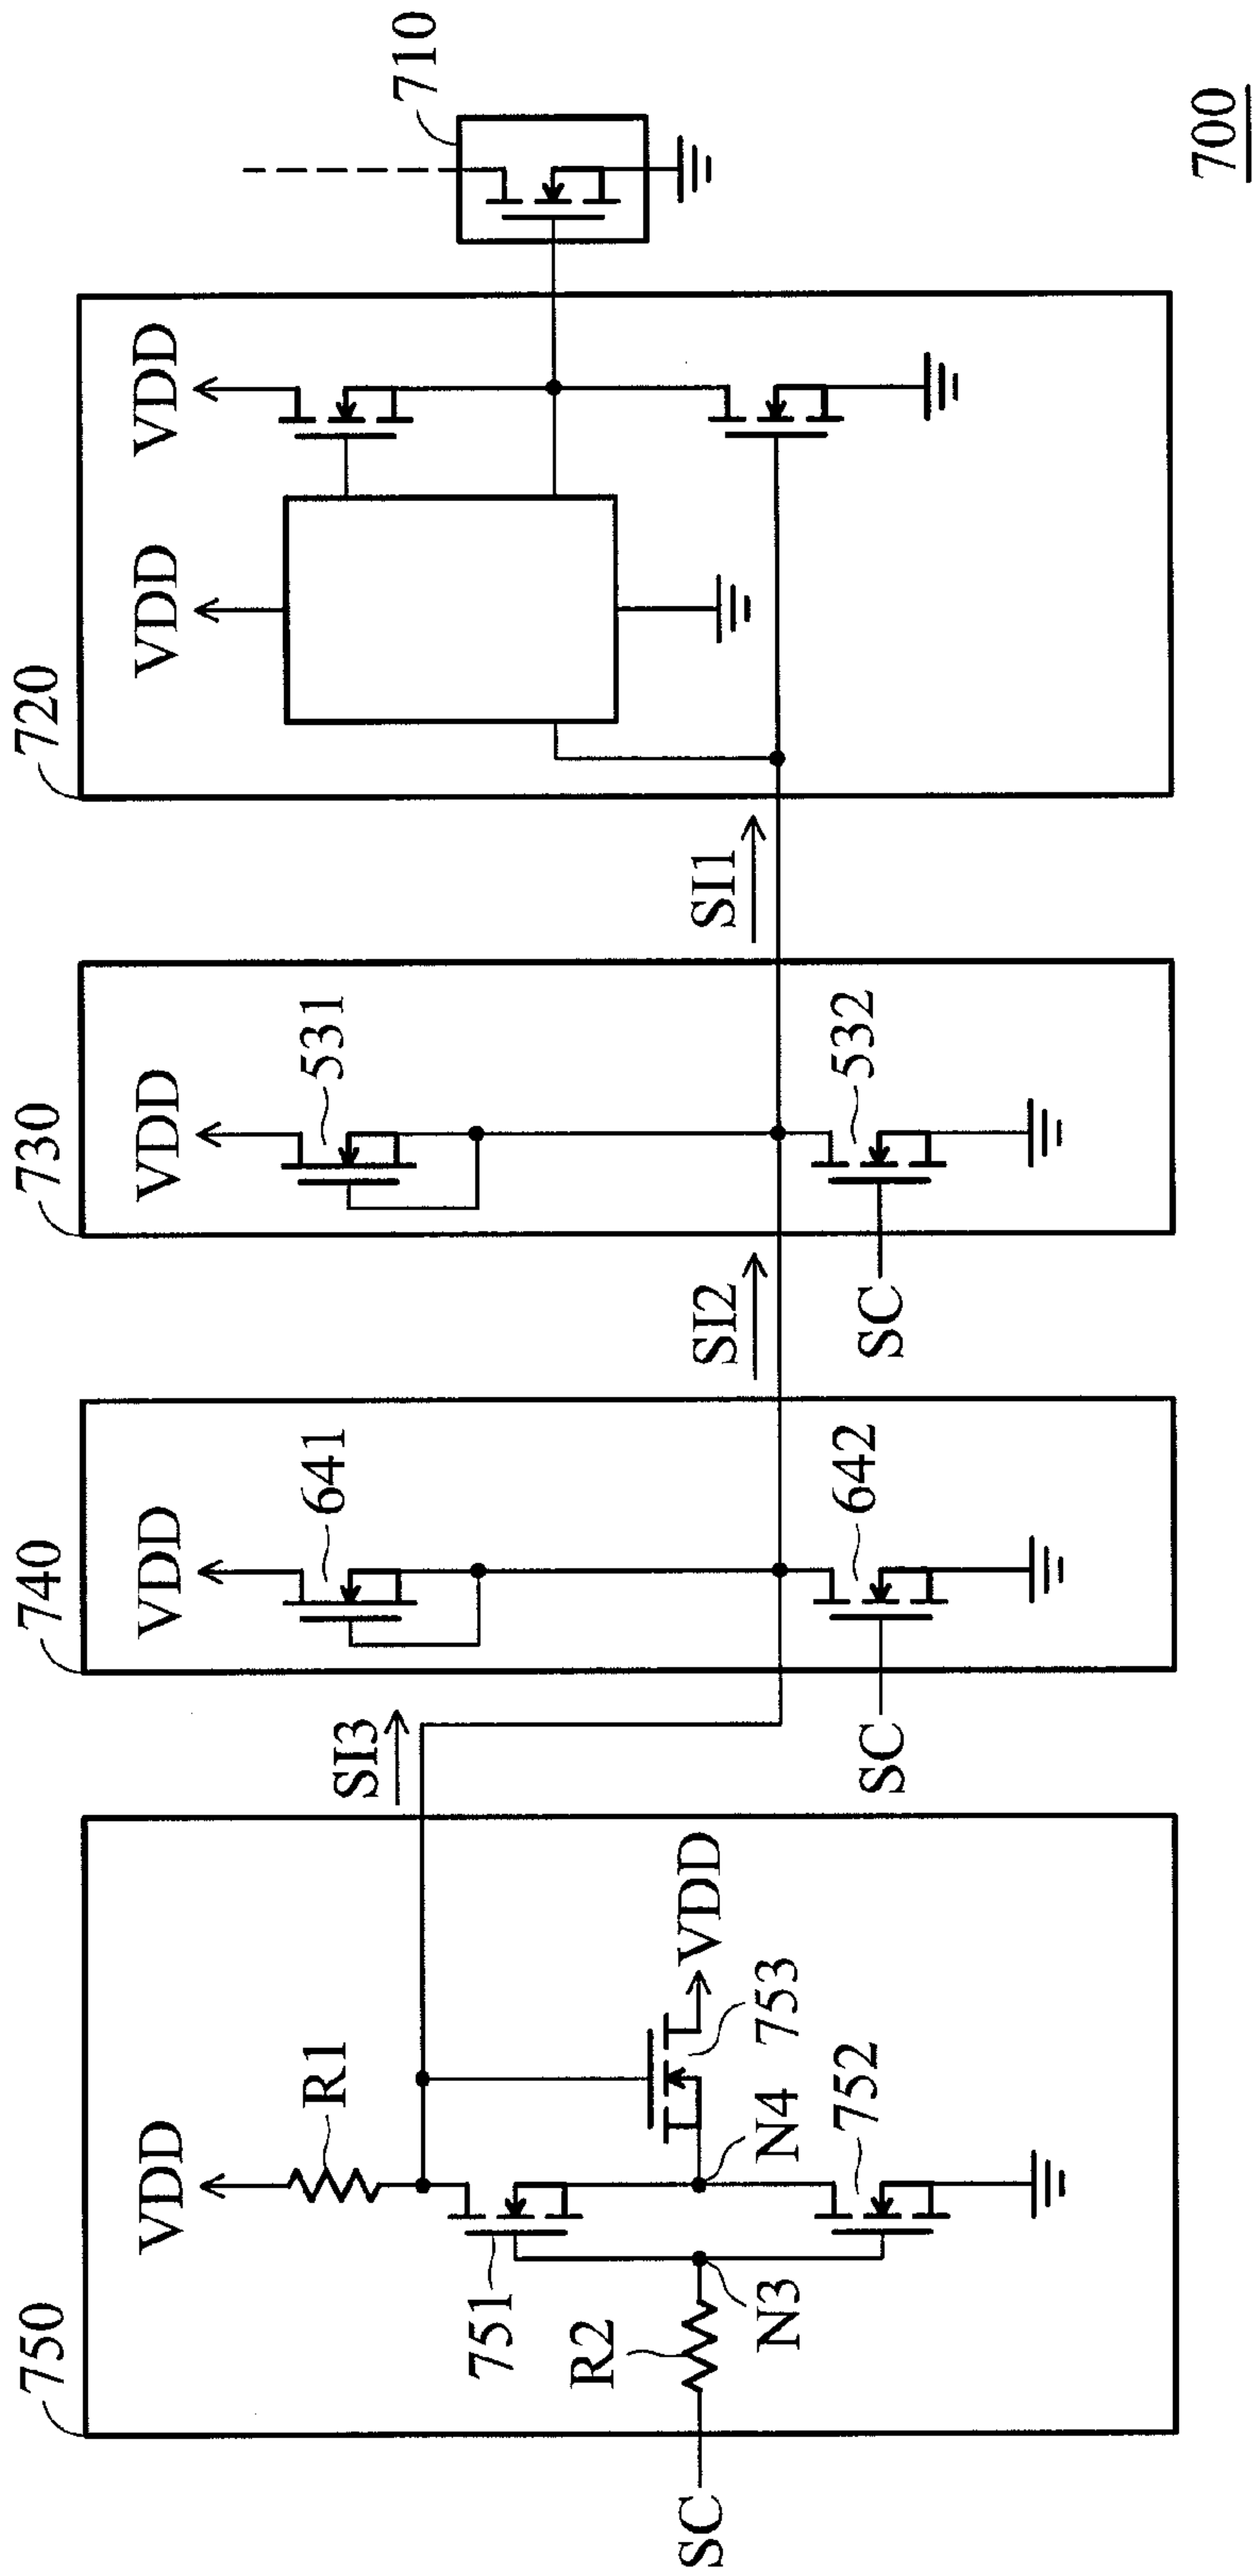 750
SC
R2
N3
751
VDD
R1
N4
752
753
VDD
SI3
740
VDD
641
642
SC
SI2
730
VDD
531
532
SC
SI1
720
VDD
VDD
710
700